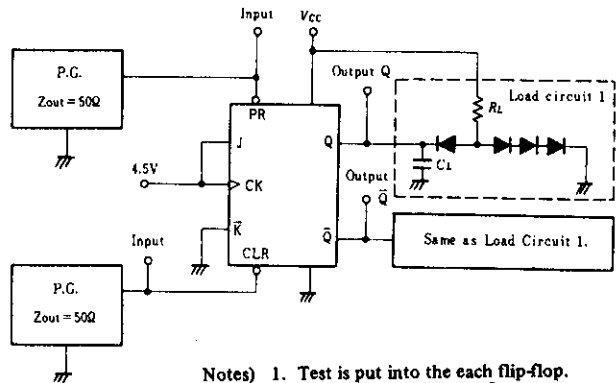 Input
VCC
P.G.
Zout = 50Ω
Output Q
Load circuit 1
RL
PR
J
Q
CL
4.5V
CK
Output
Q̄
K̄
Q̄
Same as Load Circuit 1.
Input
CLR
P.G.
Zout = 50Ω
Notes) 1. Test is put into the each flip-flop.